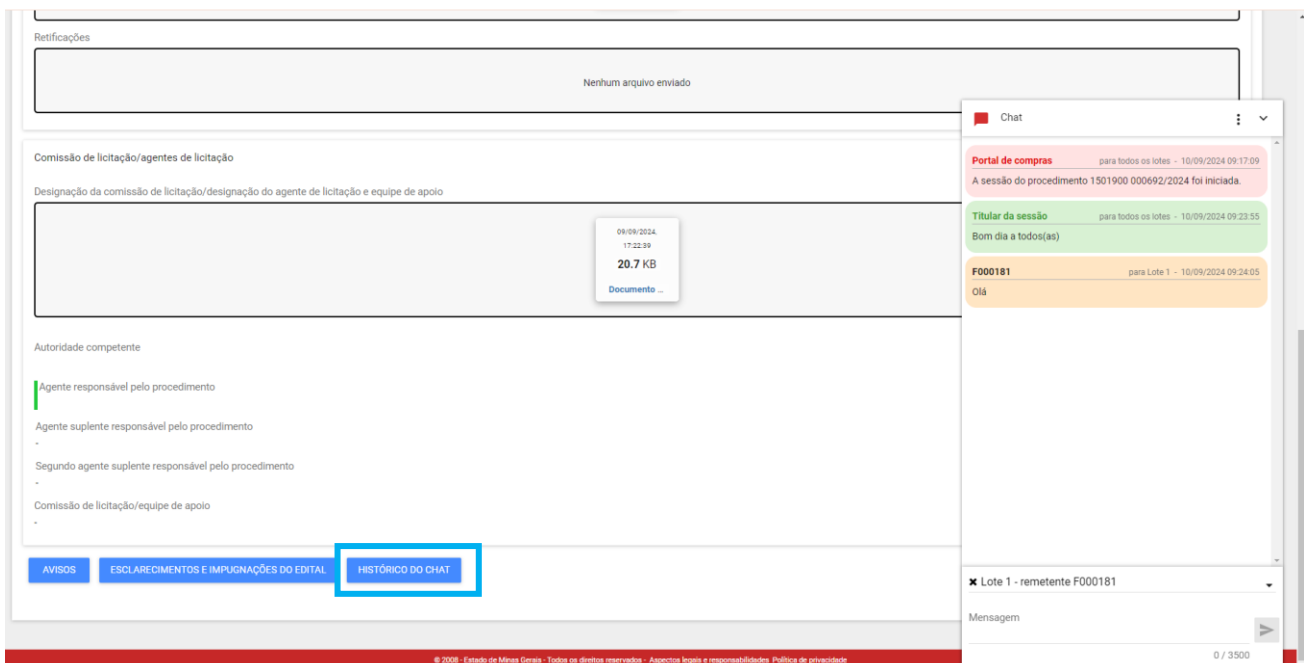 Retificações
Nenhum arquivo enviado
Comissão de licitação/agentes de licitação
Designação da comissão de licitação/designação do agente de licitação e equipe de apoio
09/09/2024,
17:22:39
20.7 KB
Documento ...
Autoridade competente
Agente responsável pelo procedimento
Agente suplente responsável pelo procedimento
-
Segundo agente suplente responsável pelo procedimento
-
Comissão de licitação/equipe de apoio
-
AVISOS
ESCLARECIMENTOS E IMPUGNAÇÕES DO EDITAL
HISTÓRICO DO CHAT
Chat
Portal de compras para todos os lotes - 10/09/2024 09:17:09
A sessão do procedimento 1501900 000692/2024 foi iniciada.
Titular da sessão para todos os lotes - 10/09/2024 09:23:55
Bom dia a todos(as)
F000181 para Lote 1 - 10/09/2024 09:24:05
Olá
× Lote 1 - remetente F000181
Mensagem
0 / 3500
© 2008 - Estado de Minas Gerais - Todos os direitos reservados - Aspectos legais e responsabilidades Política de privacidade